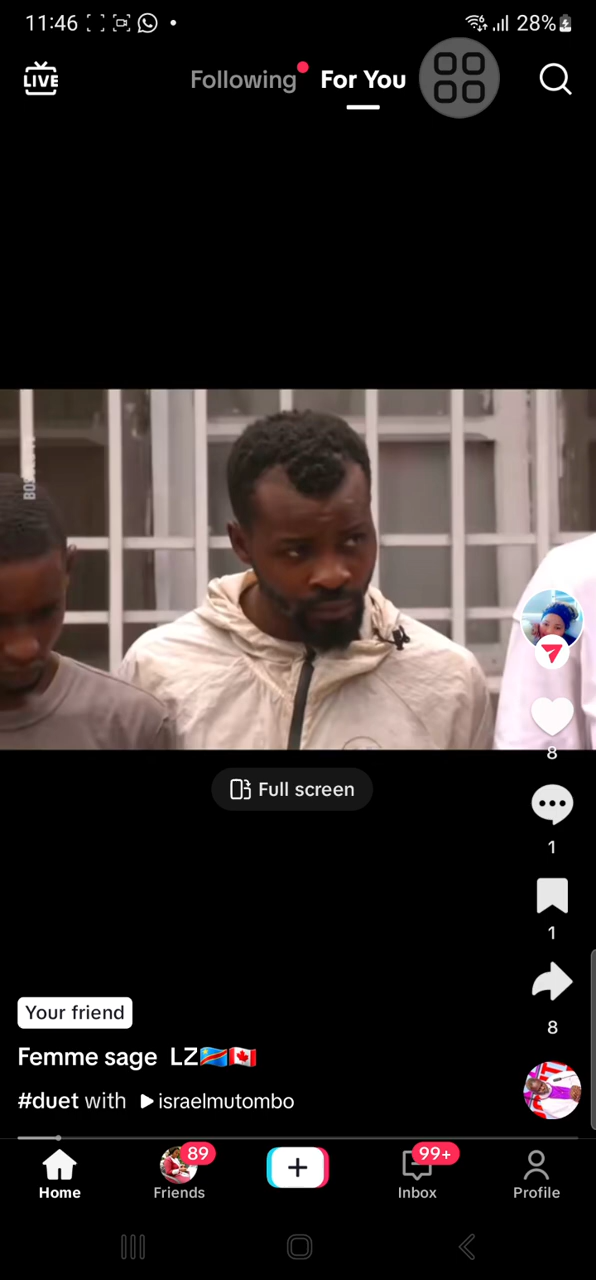 11:46
28%
LIVE
Following
For You
8
Full screen
1
1
8
Your friend
Femme sage LZ🇨🇩🇨🇦
#duet with ▶israelmutombo
89
99+
Home
Friends
Inbox
Profile